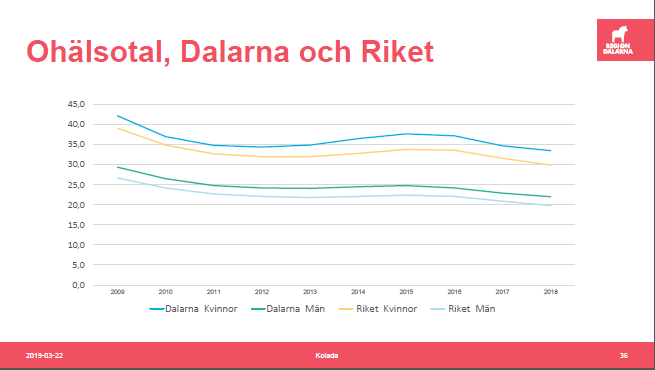 Ohälsotal, Dalarna och Riket
REGION
DALARNA
45,0
40,0
35,0
30,0
25,0
20,0
15,0
10,0
5,0
0,0
2009 2010 2011 2012 2013 2014 2015 2016 2017 2018
Dalarna Kvinnor Dalarna Män Riket Kvinnor Riket Män
2019-03-22 Kolada 36